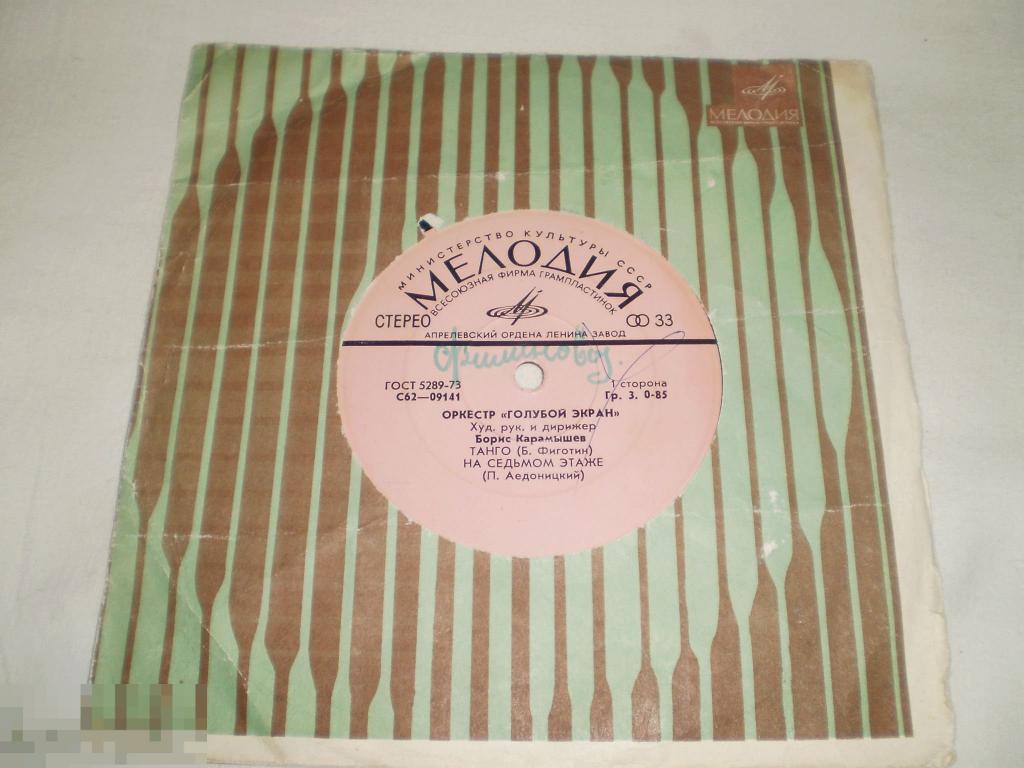 МЕЛОДИЯ
МИНИСТЕРСТВО КУЛЬТУРЫ СССР
МЕЛОДИЯ
ВСЕСОЮЗНАЯ ФИРМА ГРАМПЛАСТИНОК
СТЕРЕО 33
АПРЕЛЕВСКИЙ ОРДЕНА ЛЕНИНА ЗАВОД
ГОСТ 5289-73 1 сторона
С62—09141 Гр. 3. 0-85
ОРКЕСТР «ГОЛУБОЙ ЭКРАН»
Худ. рук. и дирижер
Борис Карамышев
ТАНГО (Б. Фиготин)
НА СЕДЬМОМ ЭТАЖЕ
(П. Аедоницкий)